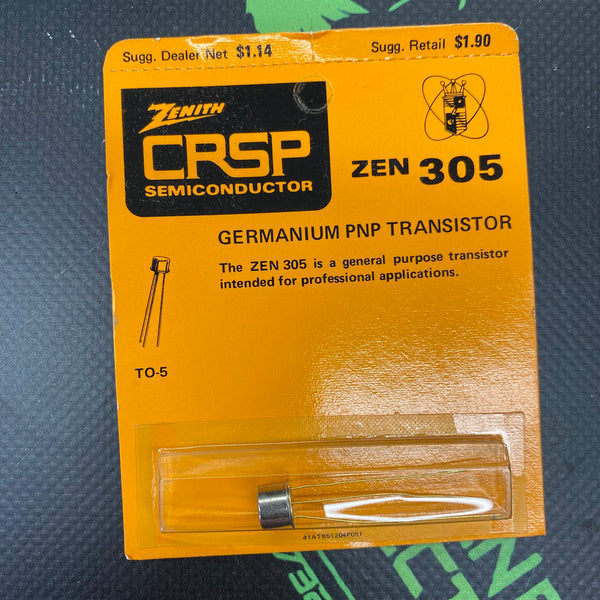 Sugg. Dealer Net $1.14
Sugg. Retail $1.90
ZENITH
CRSP
SEMICONDUCTOR
ZEN 305
GERMANIUM PNP TRANSISTOR
The ZEN 305 is a general purpose transistor
intended for professional applications.
TO-5